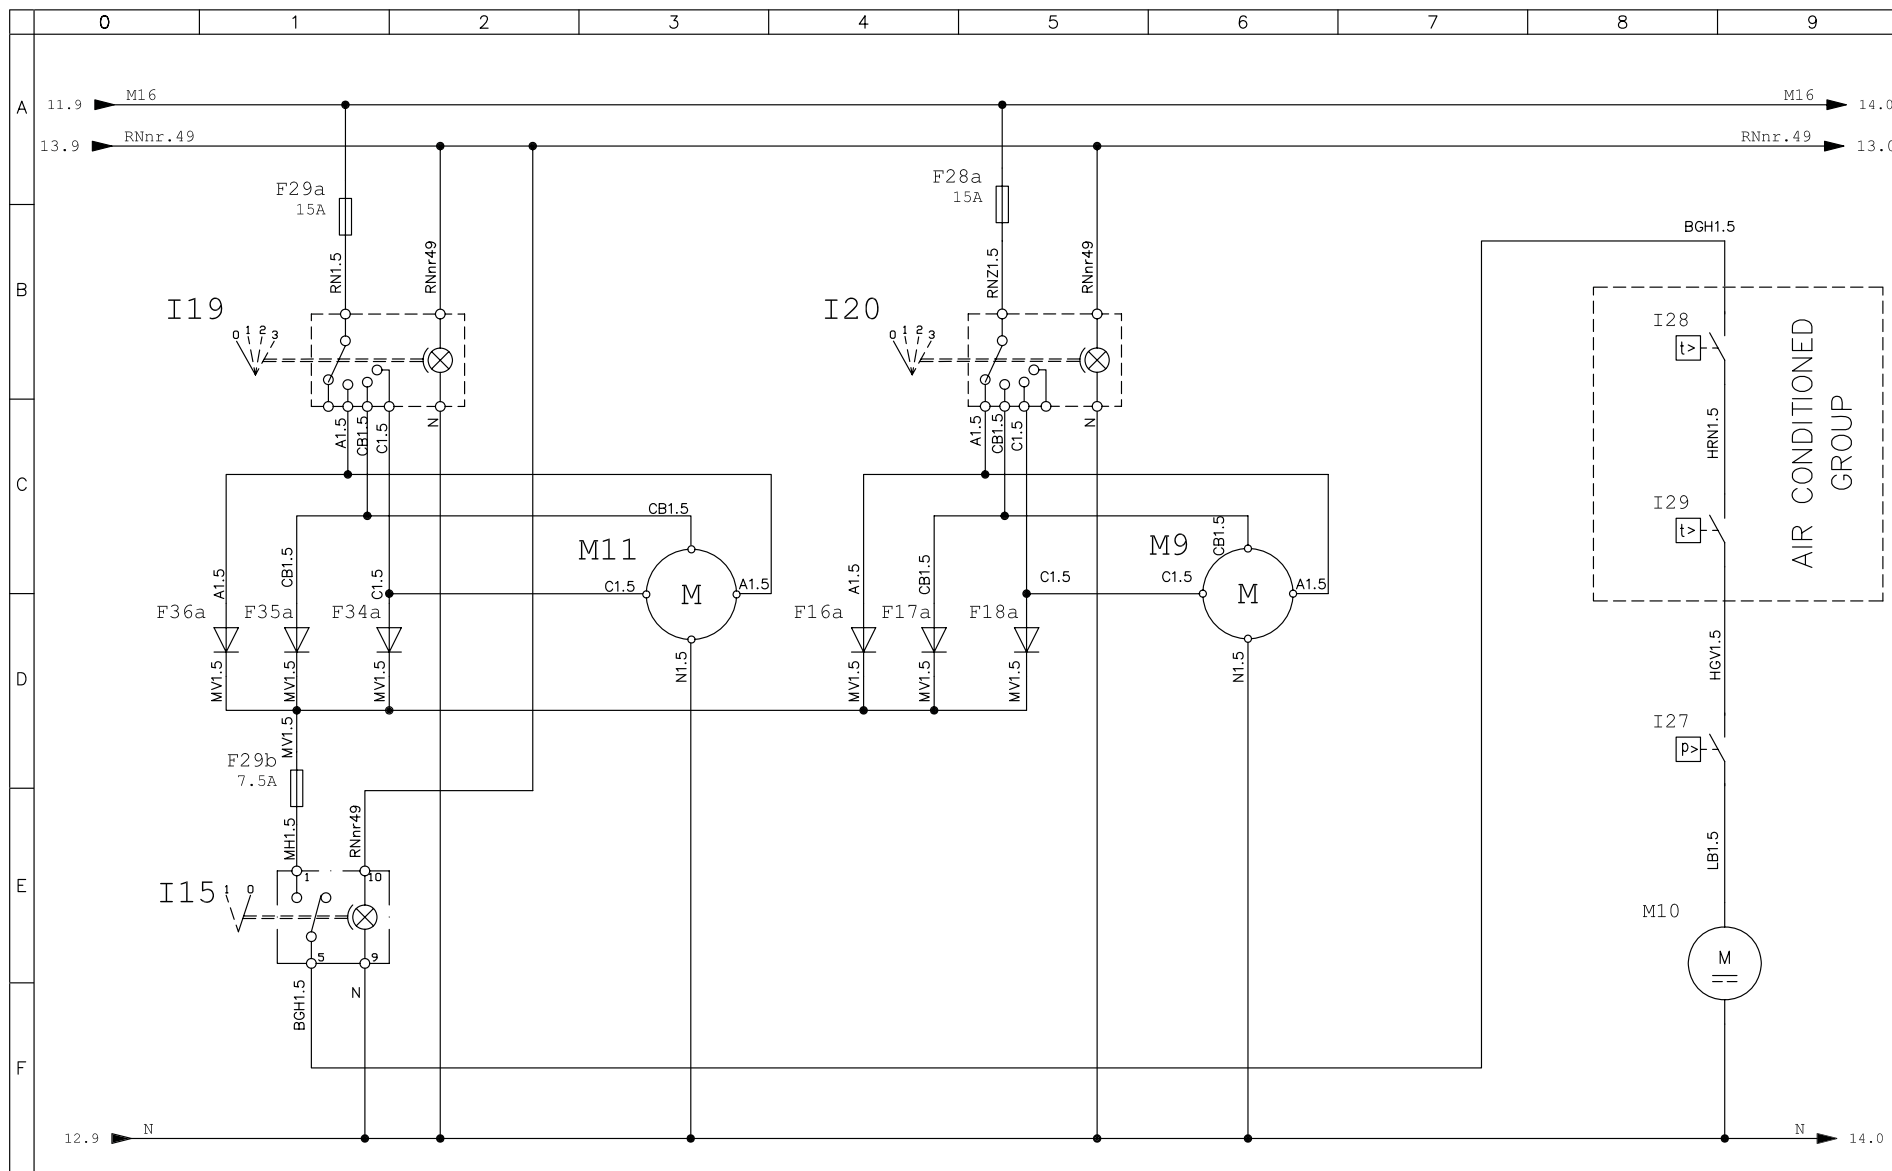 0 1 2 3 4 5 6 7 8 9
A
11.9 M16 M16 14.0
13.9 RNnr.49 RNnr.49 13.0
F29a
15A
F28a
15A
BGH1.5
RN1.5 RNnr49 RNZ1.5 RNnr49
B
I19
0 1 2 3
I20
0 1 2 3
I28
t>
AIR CONDITIONED
GROUP
A1.5 CB1.5 C1.5 N
A1.5 CB1.5 C1.5 N
HRN1.5
C
CB1.5
I29
t>
M11
M9
CB1.5
A1.5 CB1.5 C1.5
C1.5 M A1.5
A1.5 CB1.5 C1.5
C1.5 M A1.5
F36a F35a F34a
F16a F17a F18a
MV1.5 MV1.5 MV1.5 N1.5
MV1.5 MV1.5 MV1.5 N1.5
HGV1.5
D
MV1.5
I27
p>
F29b
7.5A
MH1.5 RNnr49
LB1.5
E
I15
1 0
1 10
5 9
M10
M
BGH1.5 N
F
12.9 N N 14.0